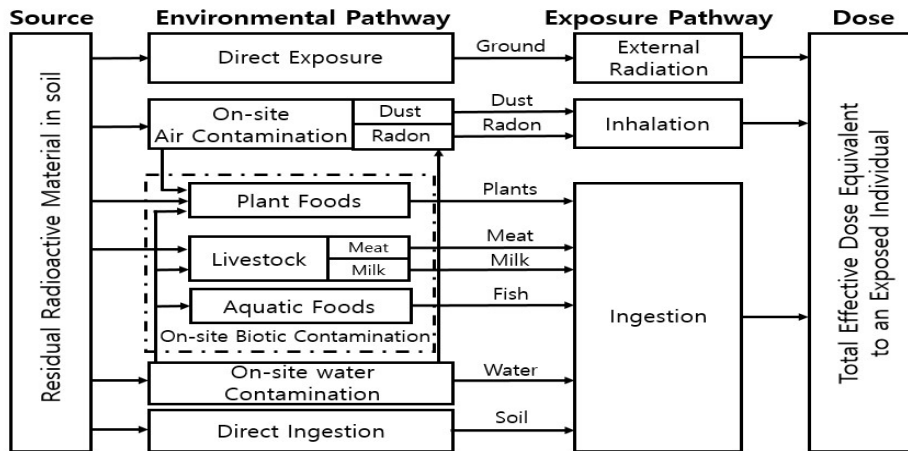 Source Environmental Pathway Exposure Pathway Dose
Residual Radioactive Material in soil
Direct Exposure
Ground
External
Radiation
On-site
Air Contamination
Dust
Radon
Dust
Radon
Inhalation
Plant Foods
Plants
Livestock
Meat
Milk
Meat
Milk
Aquatic Foods
Fish
On-site Biotic Contamination
Ingestion
On-site water
Contamination
Water
Direct Ingestion
Soil
Total Effective Dose Equivalent
to an Exposed Individual